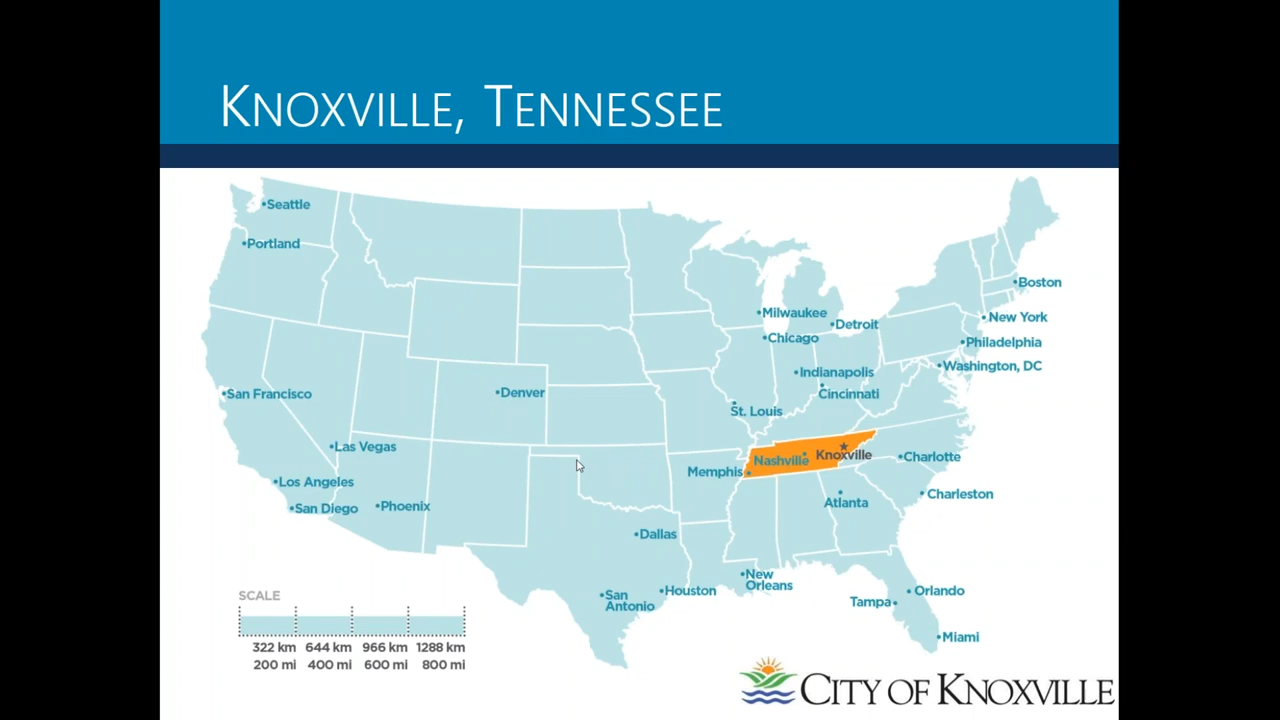 KNOXVILLE, TENNESSEE
Seattle
Portland
Boston
Milwaukee
New York
Detroit
Chicago
Philadelphia
Washington, DC
Indianapolis
Cincinnati
San Francisco
Denver
St. Louis
Las Vegas
Nashville
Knoxville
Charlotte
Memphis
Los Angeles
Charleston
San Diego
Phoenix
Atlanta
Dallas
New
Orleans
Houston
San
Antonio
Orlando
Tampa
Miami
SCALE
322 km 644 km 966 km 1288 km
200 mi 400 mi 600 mi 800 mi
CITY OF KNOXVILLE